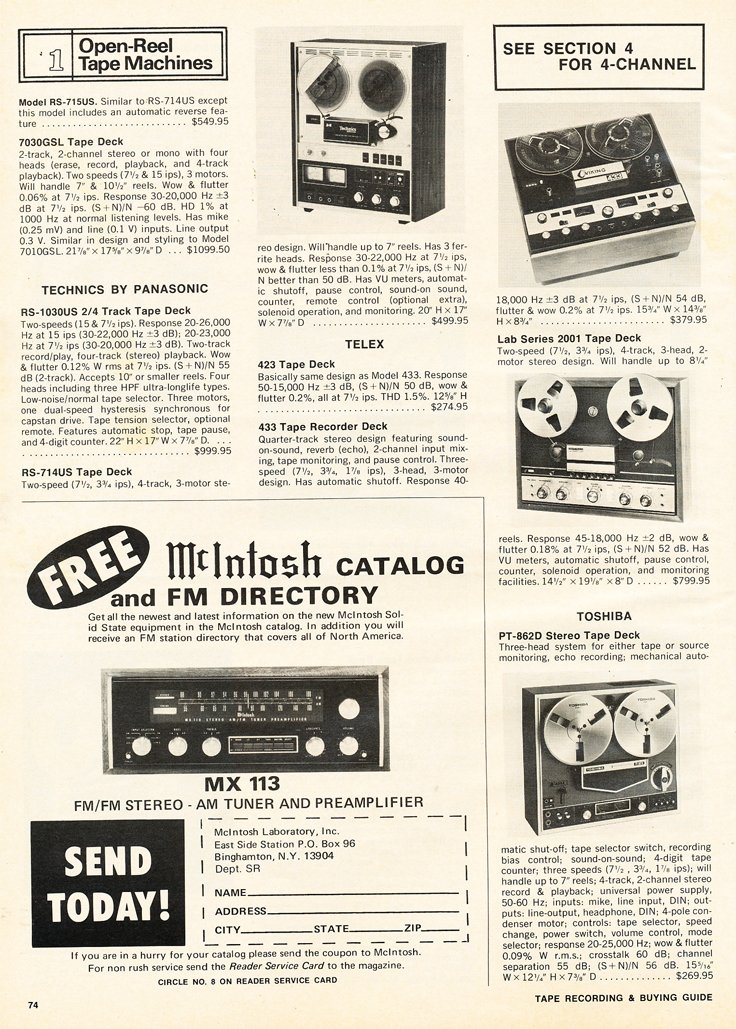 '1
Open-Reel
Tape Machines
Model RS-715US. Similar to RS-714US except
this model includes an automatic reverse fea-
ture .......................... $549.95
7030GSL Tape Deck
2-track, 2-channel stereo or mono with four
heads (erase, record, playback, and 4-track
playback). Two speeds (7½ & 15 ips), 3 motors.
Will handle 7" & 10½" reels. Wow & flutter
0.06% at 7½ ips. Response 30-20,000 Hz ±3
dB at 7½ ips. (S+N)/N −60 dB. HD 1% at
1000 Hz at normal listening levels. Has mike
(0.25 mV) and line (0.1 V) inputs. Line output
0.3 V. Similar in design and styling to Model
7010GSL. 21⅞" × 17⅝" × 9⅞" D ... $1099.50
TECHNICS BY PANASONIC
RS-1030US 2/4 Track Tape Deck
Two-speeds (15 & 7½ ips). Response 20-26,000
Hz at 15 ips (30-22,000 Hz ±3 dB); 20-23,000
Hz at 7½ ips (30-20,000 Hz ±3 dB). Two-track
record/play, four-track (stereo) playback. Wow
& flutter 0.12% W rms at 7½ ips. (S+N)/N 55
dB (2-track). Accepts 10" or smaller reels. Four
heads including three HPF ultra-longlife types.
Low-noise/normal tape selector. Three motors,
one dual-speed hysteresis synchronous for
capstan drive. Tape tension selector, optional
remote. Features automatic stop, tape pause,
and 4-digit counter. 22" H × 17" W × 7⅞" D. ...
............................... $999.95
RS-714US Tape Deck
Two-speed (7½, 3¾ ips), 4-track, 3-motor ste-
Technics
reo design. Will handle up to 7" reels. Has 3 fer-
rite heads. Response 30-22,000 Hz at 7½ ips,
wow & flutter less than 0.1% at 7½ ips, (S+N)/
N better than 50 dB. Has VU meters, automat-
ic shutoff, pause control, sound-on sound,
counter, remote control (optional extra),
solenoid operation, and monitoring. 20" H × 17"
W × 7⅞" D .................... $499.95
TELEX
423 Tape Deck
Basically same design as Model 433. Response
50-15,000 Hz ±3 dB, (S+N)/N 50 dB, wow &
flutter 0.2%, all at 7½ ips. THD 1.5%. 12⅝" H
............................... $274.95
433 Tape Recorder Deck
Quarter-track stereo design featuring sound-
on-sound, reverb (echo), 2-channel input mix-
ing, tape monitoring, and pause control. Three-
speed (7½, 3¾, 1⅞ ips), 3-head, 3-motor
design. Has automatic shutoff. Response 40-
SEE SECTION 4
FOR 4-CHANNEL
VIKING
18,000 Hz ±3 dB at 7½ ips, (S+N)/N 54 dB,
flutter & wow 0.2% at 7½ ips. 15¾" W × 14⅜"
H × 8¾" ....................... $379.95
Lab Series 2001 Tape Deck
Two-speed (7½, 3¾ ips), 4-track, 3-head, 2-
motor stereo design. Will handle up to 8¼"
reels. Response 45-18,000 Hz ±2 dB, wow &
flutter 0.18% at 7½ ips, (S+N)/N 52 dB. Has
VU meters, automatic shutoff, pause control,
counter, solenoid operation, and monitoring
facilities. 14½" × 19⅛" × 8" D ...... $799.95
TOSHIBA
PT-862D Stereo Tape Deck
Three-head system for either tape or source
monitoring, echo recording; mechanical auto-
TOSHIBA
TOSHIBA
matic shut-off; tape selector switch, recording
bias control; sound-on-sound; 4-digit tape
counter; three speeds (7½, 3¾, 1⅞ ips); will
handle up to 7" reels; 4-track, 2-channel stereo
record & playback; universal power supply,
50-60 Hz; inputs: mike, line input, DIN; out-
puts: line-output, headphone, DIN; 4-pole con-
denser motor; controls: tape selector, speed
change, power switch, volume control, mode
selector; response 20-25,000 Hz; wow & flutter
0.09% W r.m.s.; crosstalk 60 dB; channel
separation 55 dB; (S+N)/N 56 dB. 15⁵⁄₁₆"
W × 12¼" H × 7⅜" D .............. $269.95
FREE
McIntosh CATALOG
and FM DIRECTORY
Get all the newest and latest information on the new McIntosh Sol-
id State equipment in the McIntosh catalog. In addition you will
receive an FM station directory that covers all of North America.
McIntosh
MX 113 STEREO AM/FM TUNER PREAMPLIFIER
MX 113
FM/FM STEREO - AM TUNER AND PREAMPLIFIER
SEND
TODAY!
McIntosh Laboratory, Inc.
East Side Station P.O. Box 96
Binghamton, N.Y. 13904
Dept. SR
NAME
ADDRESS
CITY STATE ZIP
If you are in a hurry for your catalog please send the coupon to McIntosh.
For non rush service send the Reader Service Card to the magazine.
CIRCLE NO. 8 ON READER SERVICE CARD
74
TAPE RECORDING & BUYING GUIDE